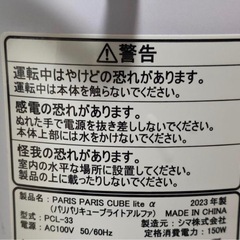 ⚠警告
運転中はやけどの恐れがあります。
運転中は本体を触らないでください。
感電の恐れがあります。
ぬれた手で電源を抜き差ししないでください。
本体上部には水をかけないでください。
怪我の恐れがあります。
室内の水平な場所に設置してください。
製品の上に載ったりしないでください。
製品名：PARIS PARIS CUBE lite α
2023年製
（パリパリキューブライトアルファ）
MADE IN CHINA
型式：PCL-33
製造元：シマ株式会社
電源：AC100V 50/60Hz
定格消費電力：150W